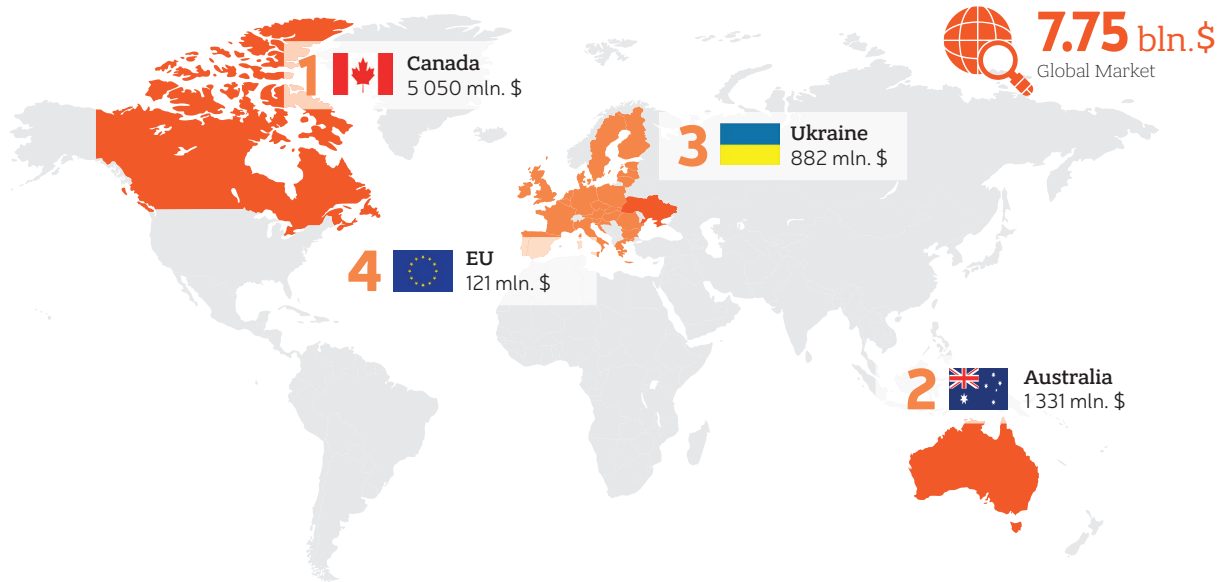 7.75 bln.$
Global Market
1
Canada
5 050 mln. $
3
Ukraine
882 mln. $
4
EU
121 mln. $
2
Australia
1 331 mln. $